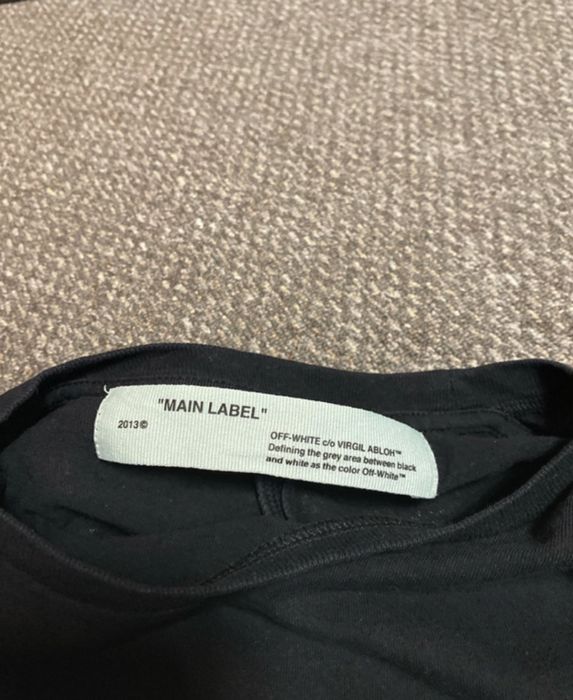 "MAIN LABEL"
2013©
OFF-WHITE c/o VIRGIL ABLOH™
Defining the grey area between black
and white as the color Off-White™